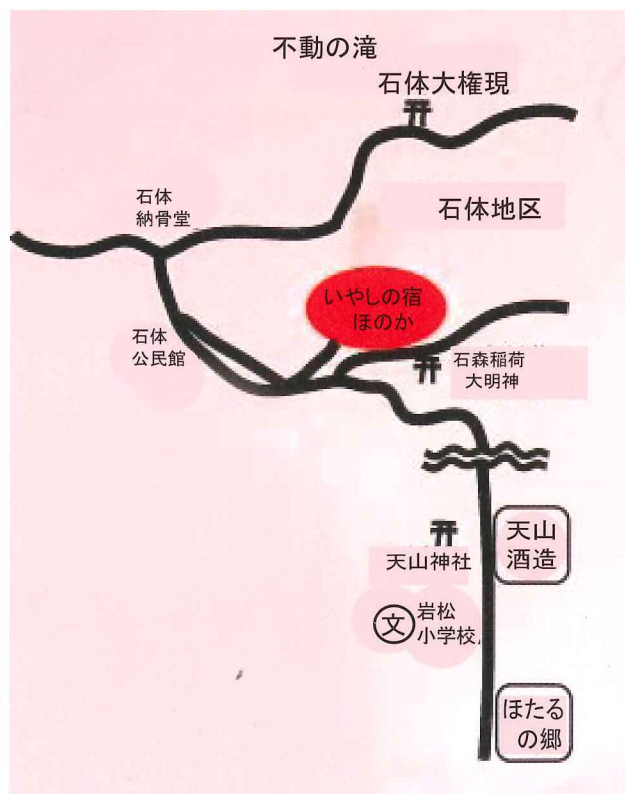 不動の滝
石体大権現
石体
納骨堂
石体地区
いやしの宿
ほのか
石体
公民館
石森稲荷
大明神
天山
酒造
天山神社
文
岩松
小学校
ほたる
の郷